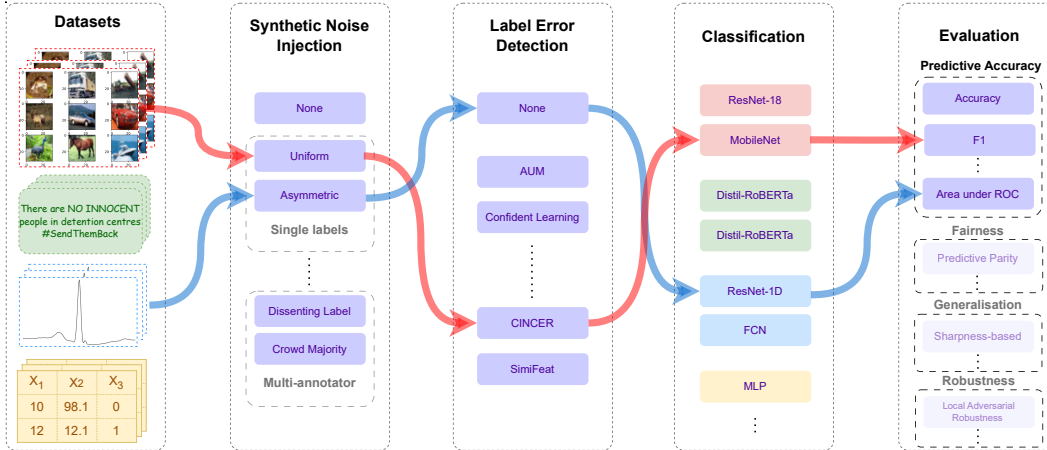 Datasets
There are NO INNOCENT
people in detention centres
#SendThemBack
X1 X2 X3
10 98.1 0
12 12.1 1
Synthetic Noise
Injection
None
Uniform
Asymmetric
Single labels
Dissenting Label
Crowd Majority
Multi-annotator
Label Error
Detection
None
AUM
Confident Learning
CINCER
SimiFeat
Classification
ResNet-18
MobileNet
Distil-RoBERTa
Distil-RoBERTa
ResNet-1D
FCN
MLP
Evaluation
Predictive Accuracy
Accuracy
F1
Area under ROC
Fairness
Predictive Parity
Generalisation
Sharpness-based
Robustness
Local Adversarial
Robustness